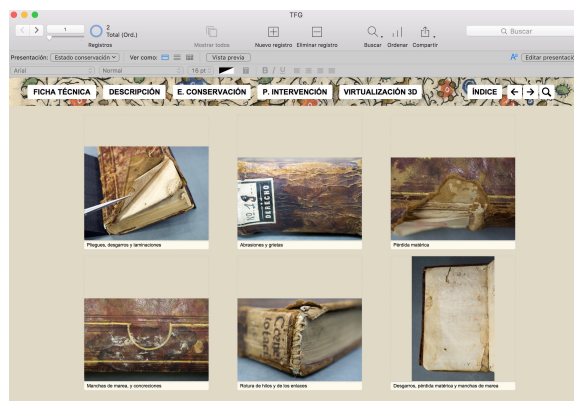 TFG
1
2
Total (Ord.)
Registros
Mostrar todos
Nuevo registro Eliminar registro
Buscar Ordenar Compartir
Buscar
Presentación: Estado conservación Ver como: Vista previa
Editar presentació
Arial Normal 16 pt B I U
FICHA TÉCNICA DESCRIPCIÓN E. CONSERVACIÓN P. INTERVENCIÓN VIRTUALIZACIÓN 3D ÍNDICE
No. 19
DERECHO
Pliegues, desgarros y laminaciones
Abrasiones y grietas
Pérdida matérica
Manchas de marea, y concreciones
Rotura de hilos y de los enlaces
Desgarros, pérdida matérica y manchas de marea